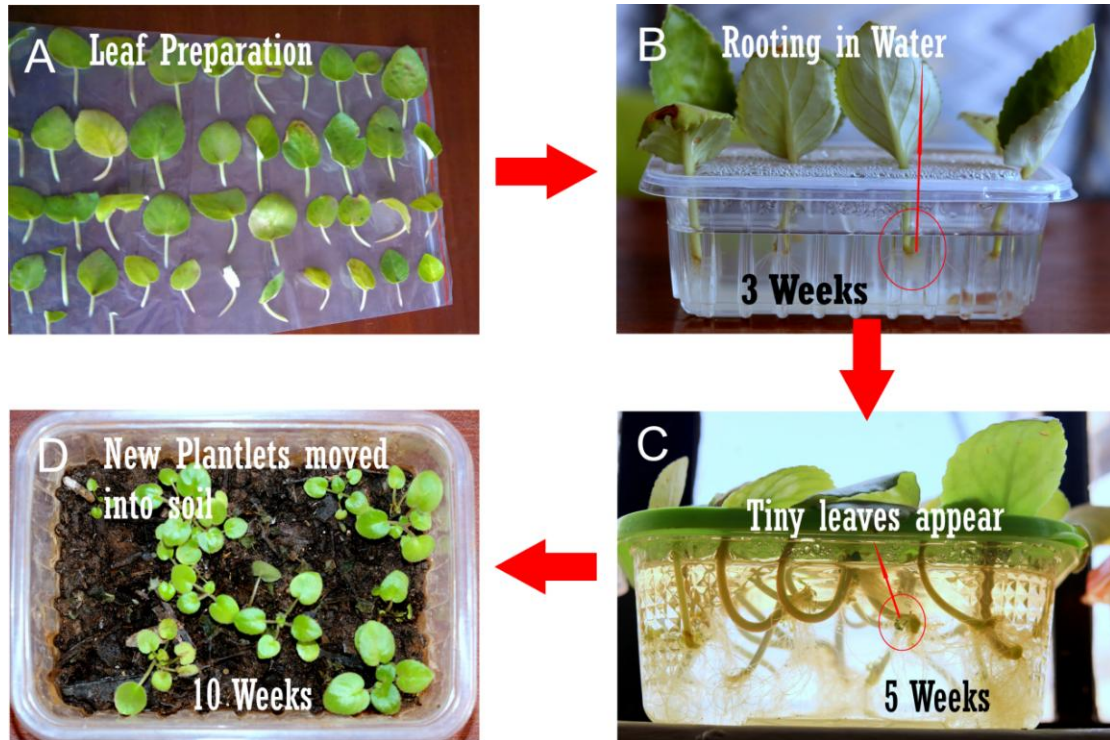 A
Leaf Preparation
B
Rooting in Water
3 Weeks
C
Tiny leaves appear
5 Weeks
D
New Plantlets moved
into soil
10 Weeks